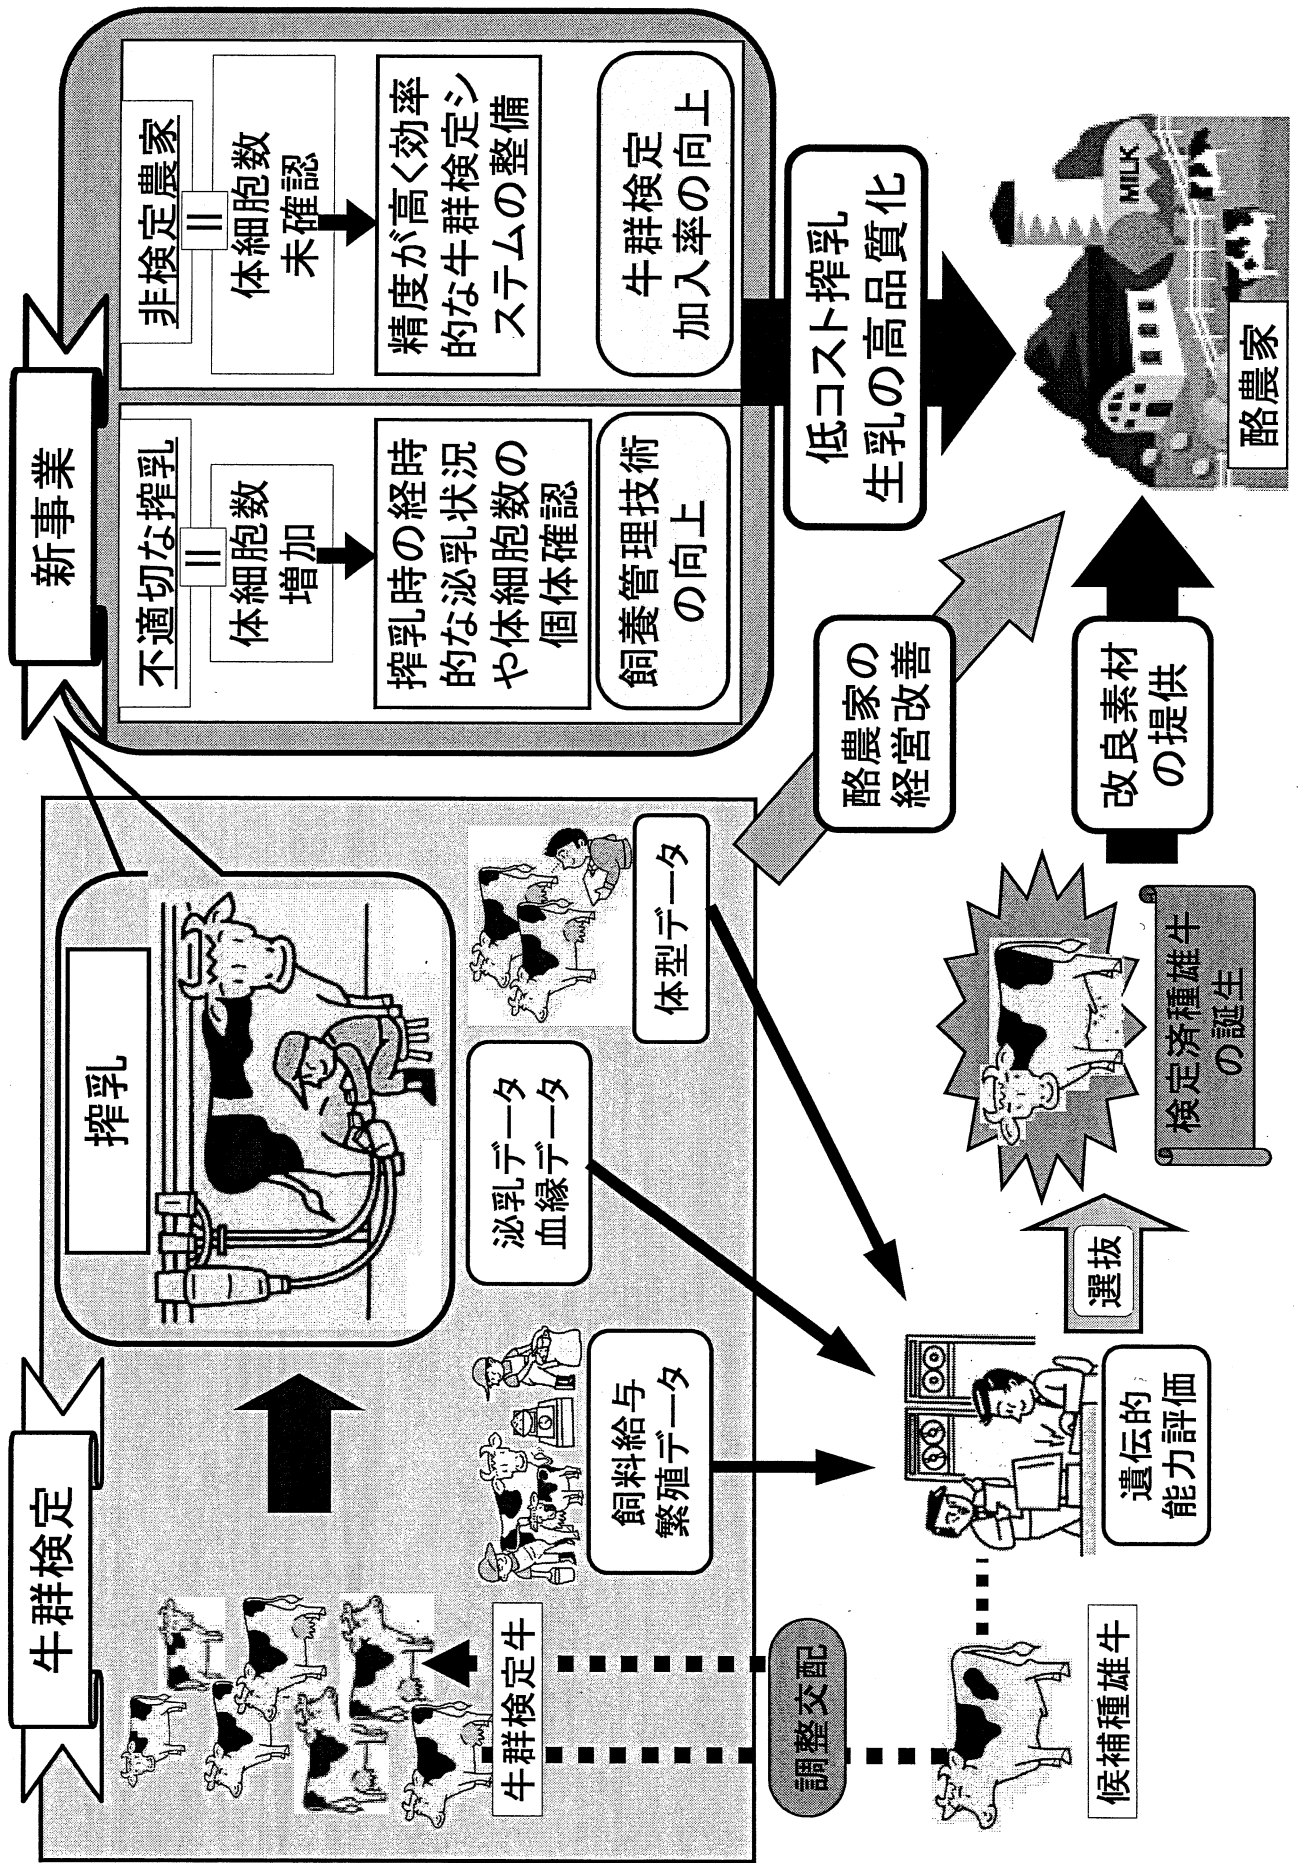 牛群検定
新事業
搾乳
牛群検定牛
飼料給与
繁殖データ
泌乳データ
血縁データ
体型データ
不適切な搾乳
||
体細胞数
増加
搾乳時の経時
的な泌乳状況
や体細胞数の
個体確認
飼養管理技術
の向上
非検定農家
||
体細胞数
未確認
精度が高く効率
的な牛群検定シ
ステムの整備
牛群検定
加入率の向上
調整交配
候補種雄牛
遺伝的
能力評価
選抜
検定済種雄牛
の誕生
酪農家の
経営改善
改良素材
の提供
低コスト搾乳
生乳の高品質化
MILK
酪農家